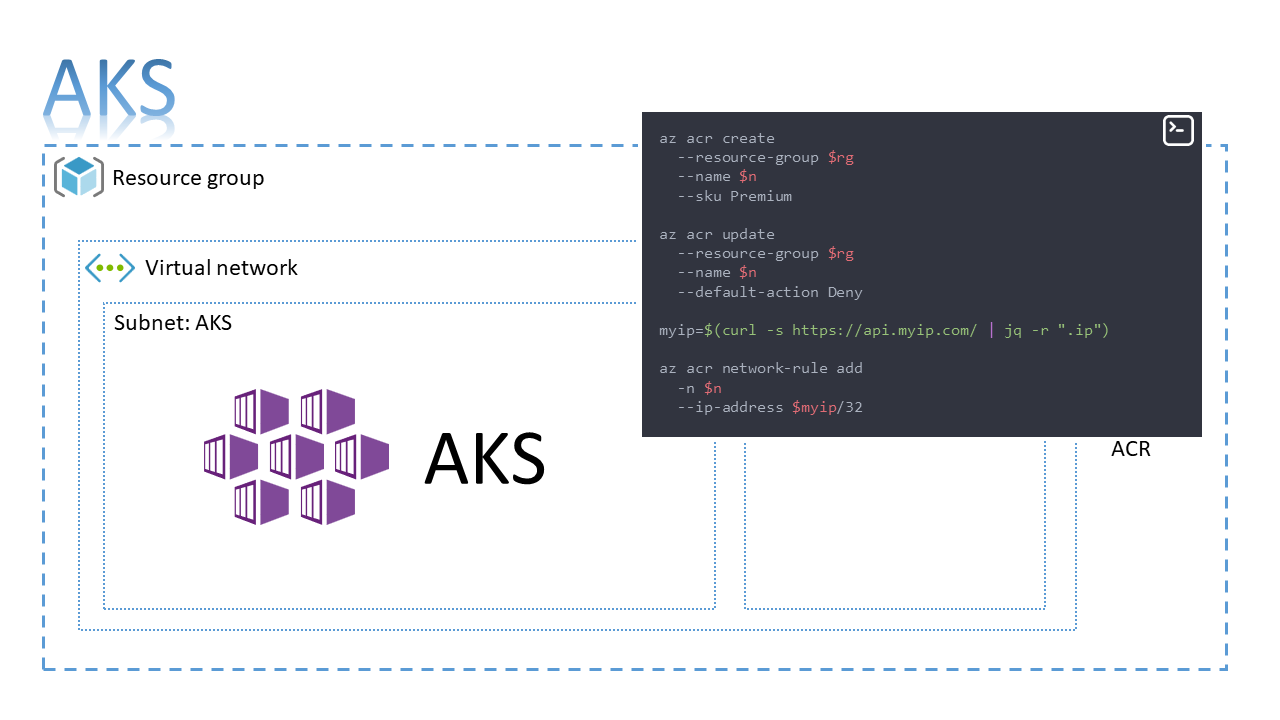 AKS
Resource group
Virtual network
Subnet: AKS
AKS
az acr create
  --resource-group $rg
  --name $n
  --sku Premium
az acr update
  --resource-group $rg
  --name $n
  --default-action Deny
myip=$(curl -s https://api.myip.com/ | jq -r ".ip")
az acr network-rule add
  -n $n
  --ip-address $myip/32
ACR